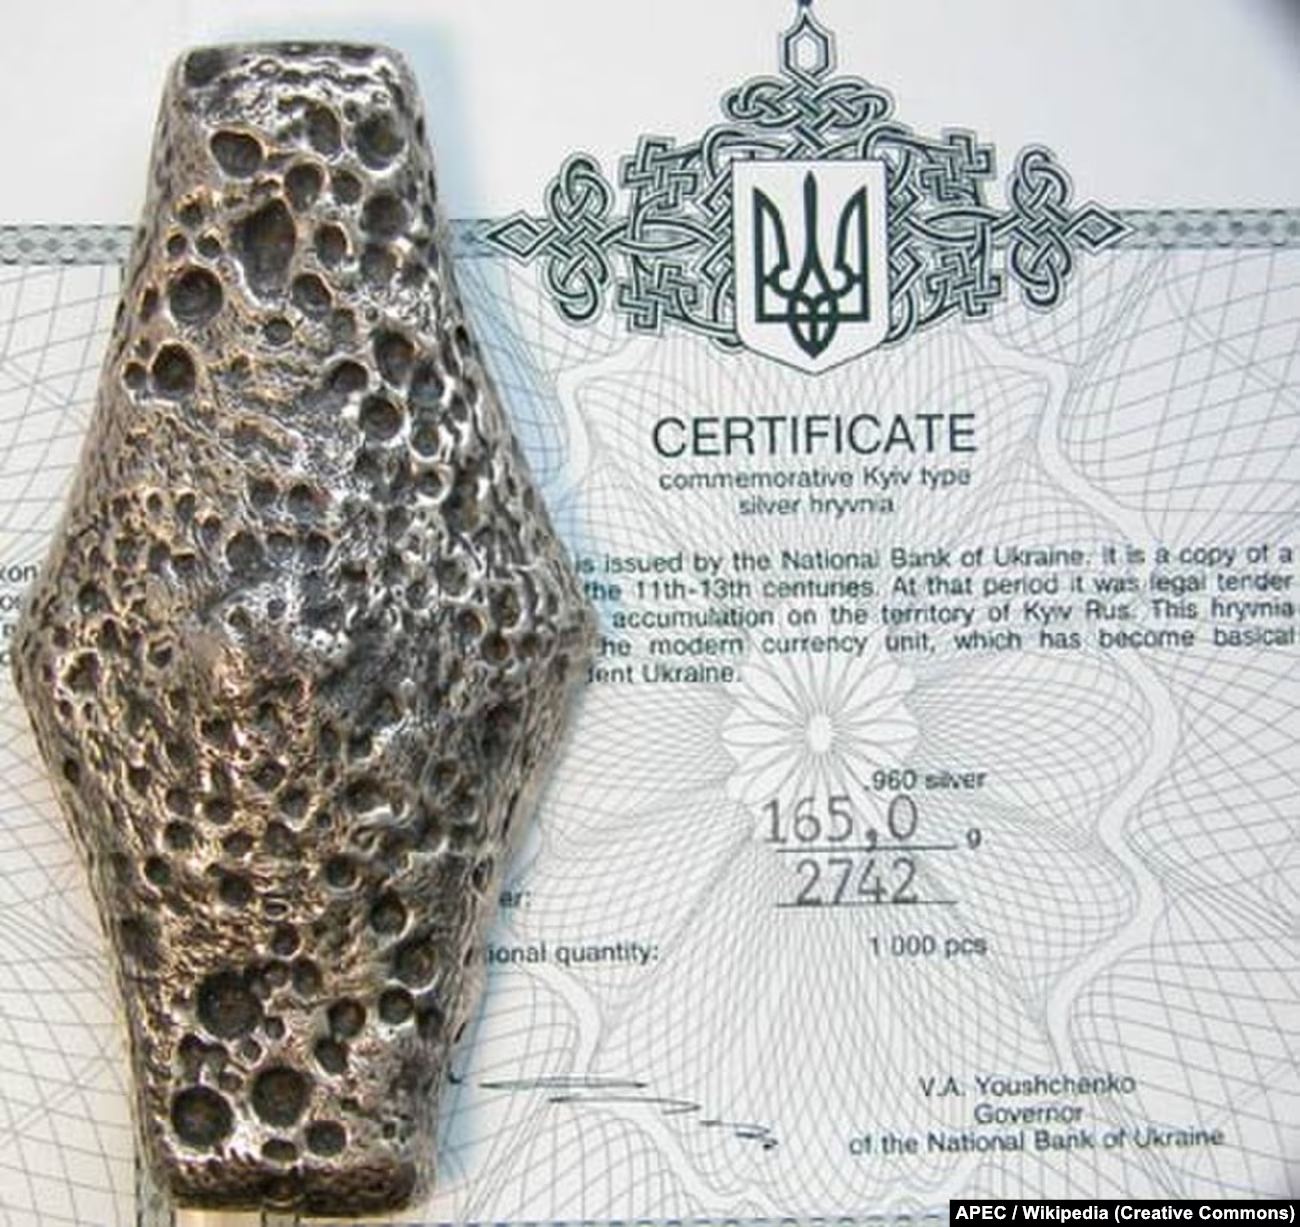 CERTIFICATE
commemorative Kyiv type
silver hryvnia
is issued by the National Bank of Ukraine. It is a copy of a
the 11th-13th centuries. At that period it was legal tender
accumulation on the territory of Kyiv Rus. This hryvnia
he modern currency unit, which has become basical
dent Ukraine.
.960 silver
165,0 g
2742
er:
ional quantity: 1 000 pcs
V.A. Youshchenko
Governor
of the National Bank of Ukraine
APEC / Wikipedia (Creative Commons)